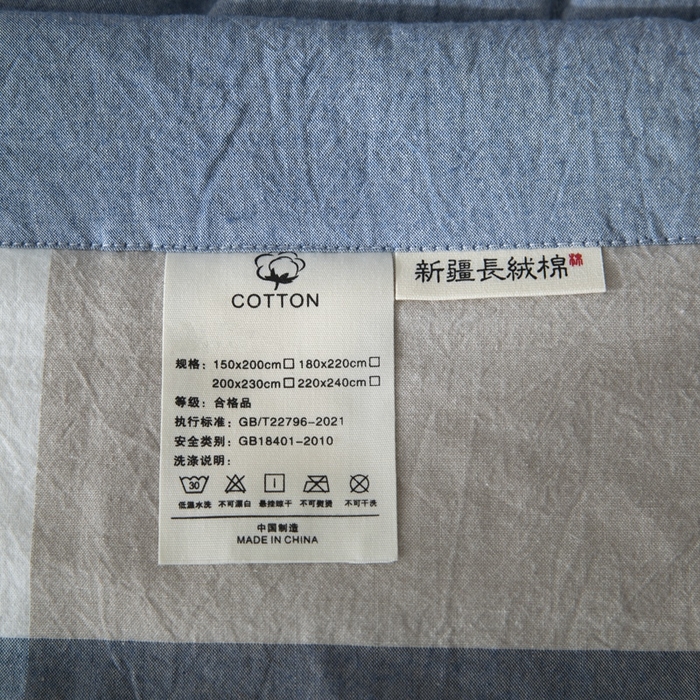 COTTON
新疆長絨棉 棉
规格：150x200cm□ 180x220cm□
200x230cm□ 220x240cm□
等级：合格品
执行标准：GB/T22796-2021
安全类别：GB18401-2010
洗涤说明：
30
低温水洗 不可漂白 悬挂晾干 不可熨烫 不可干洗
中国制造
MADE IN CHINA